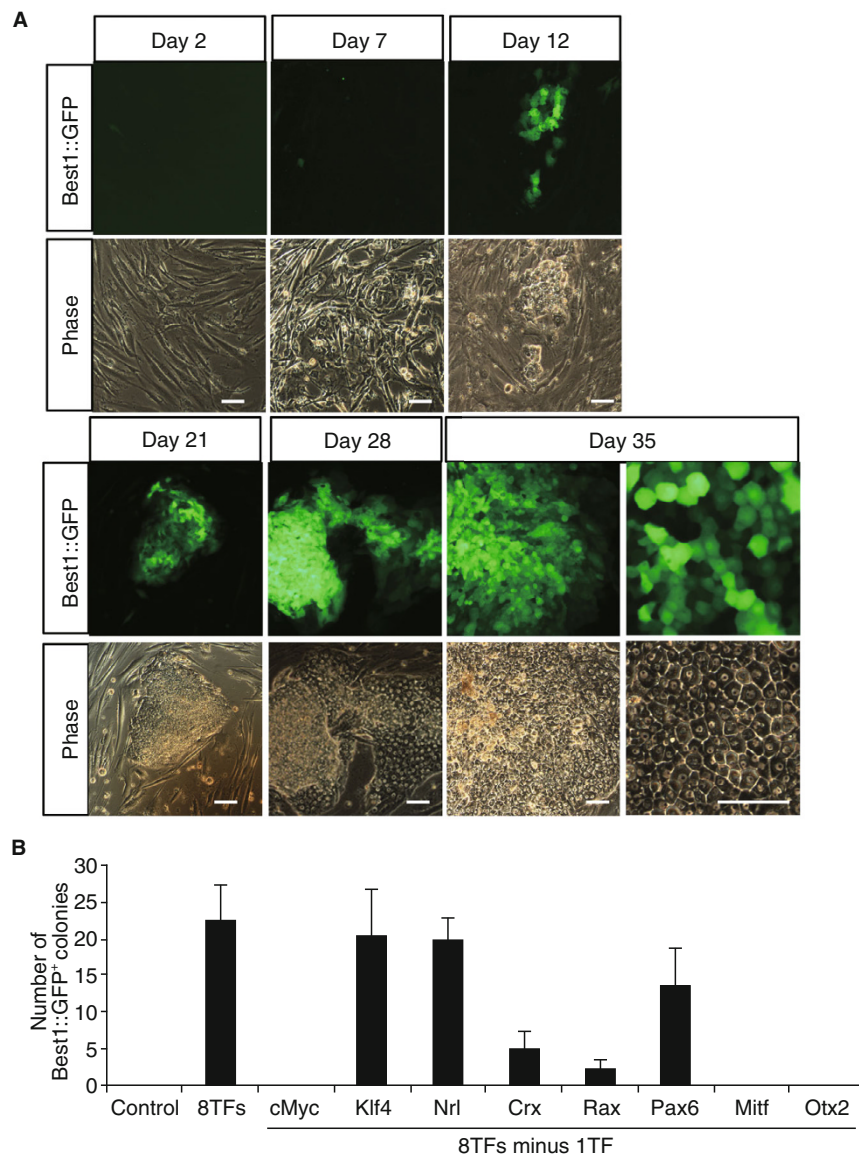 A
Day 2
Day 7
Day 12
Best1::GFP
Phase
Day 21
Day 28
Day 35
Best1::GFP
Phase
B
Number of
Best1::GFP⁺ colonies
30
25
20
15
10
5
0
Control
8TFs
cMyc
Klf4
Nrl
Crx
Rax
Pax6
Mitf
Otx2
8TFs minus 1TF